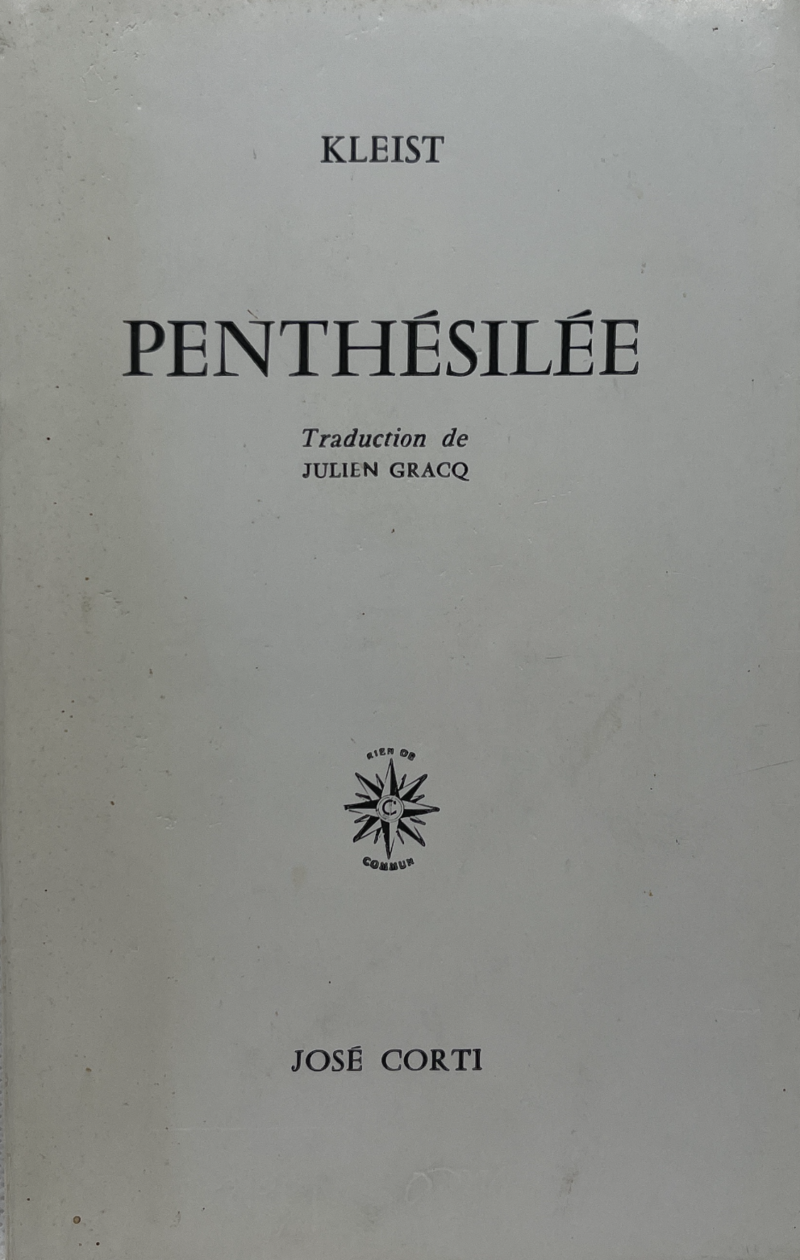 KLEIST
PENTHÉSILÉE
Traduction de
JULIEN GRACQ
RIEN DE
C
COMMUN
JOSÉ CORTI